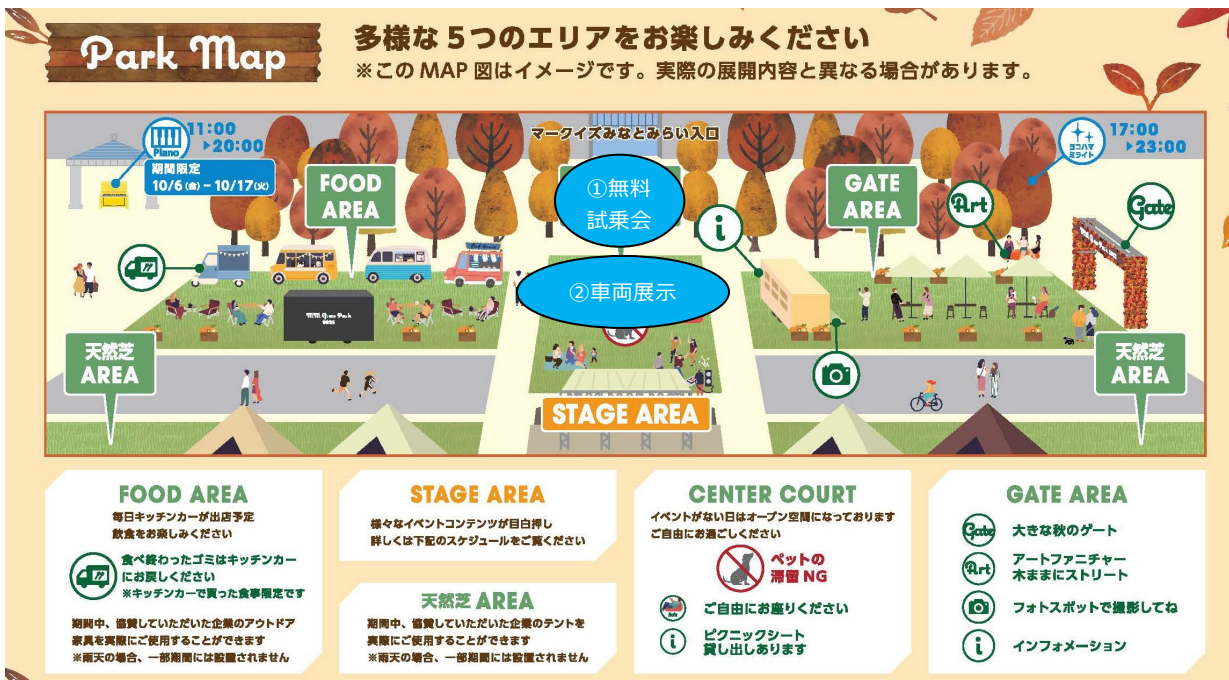 Park Map
多様な5つのエリアをお楽しみください
※このMAP図はイメージです。実際の展開内容と異なる場合があります。
マークイズみなとみらい入口
Piano
11:00
▸20:00
期間限定
10/6(金)-10/17(火)
FOOD
AREA
①無料
試乗会
②車両展示
i
GATE
AREA
Art
Gate
ヨコハマ
ミライト
17:00
▸23:00
天然芝
AREA
STAGE AREA
天然芝
AREA
FOOD AREA
毎日キッチンカーが出店予定
飲食をお楽しみください
食べ終わったゴミはキッチンカー
にお戻しください
※キッチンカーで買った食事限定です
期間中、協賛していただいた企業のアウトドア
家具を実際にご使用することができます
※雨天の場合、一部期間には設置されません
STAGE AREA
様々なイベントコンテンツが目白押し
詳しくは下記のスケジュールをご覧ください
天然芝 AREA
期間中、協賛していただいた企業のテントを
実際にご使用することができます
※雨天の場合、一部期間には設置されません
CENTER COURT
イベントがない日はオープン空間になっております
ご自由にお過ごしください
ペットの
滞留NG
ご自由にお座りください
i
ピクニックシート
貸し出しあります
GATE AREA
Gate
大きな秋のゲート
Art
アートファニチャー
木ままにストリート
フォトスポットで撮影してね
i
インフォメーション